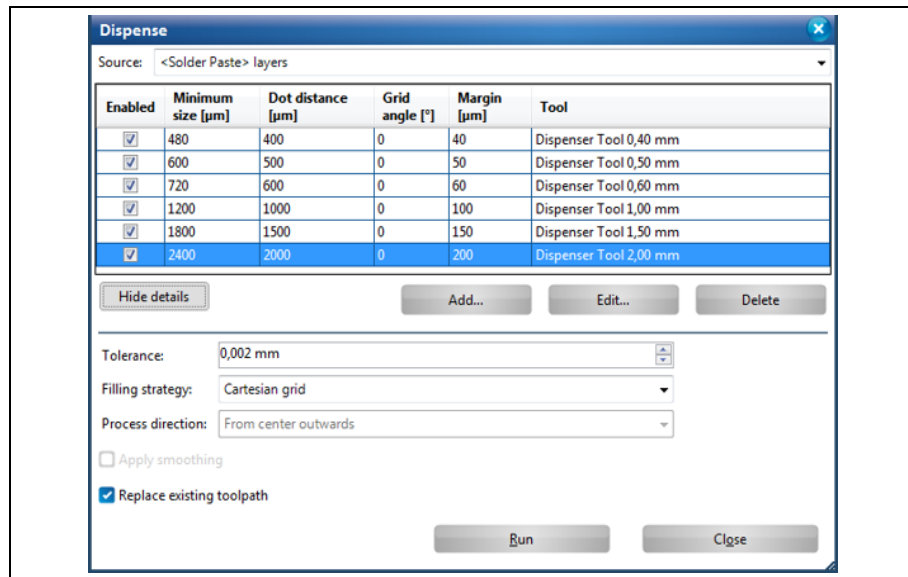 Dispense
Source: <Solder Paste> layers
Enabled Minimum size [µm] Dot distance [µm] Grid angle [°] Margin [µm] Tool
480 400 0 40 Dispenser Tool 0,40 mm
600 500 0 50 Dispenser Tool 0,50 mm
720 600 0 60 Dispenser Tool 0,60 mm
1200 1000 0 100 Dispenser Tool 1,00 mm
1800 1500 0 150 Dispenser Tool 1,50 mm
2400 2000 0 200 Dispenser Tool 2,00 mm
Hide details Add... Edit... Delete
Tolerance: 0,002 mm
Filling strategy: Cartesian grid
Process direction: From center outwards
Apply smoothing
Replace existing toolpath
Run Close